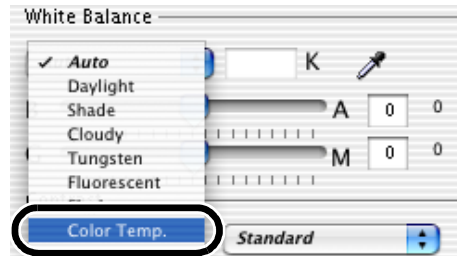 White Balance
✓ Auto
K
Daylight
Shade
A 0 0
Cloudy
Tungsten
M 0 0
Fluorescent
Color Temp.
Standard